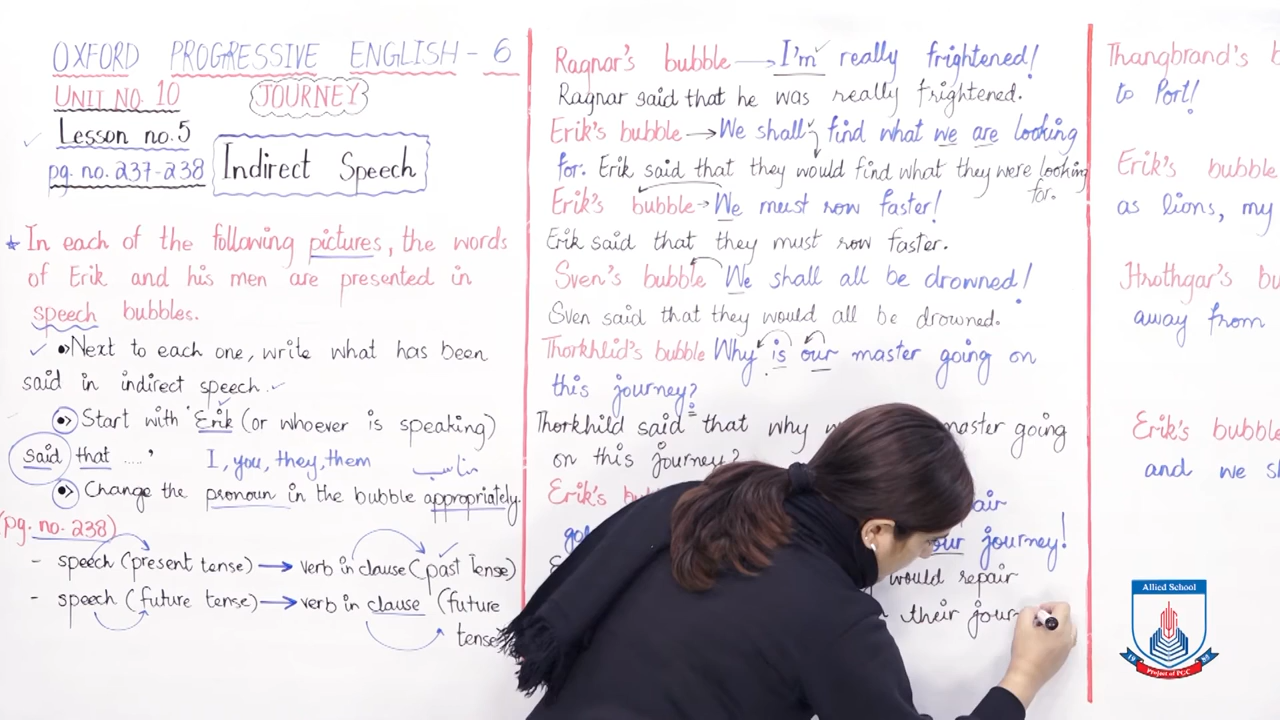 OXFORD PROGRESSIVE ENGLISH - 6
UNIT NO. 10 JOURNEY
Lesson no.5
pg. no. 237-238 Indirect Speech
In each of the following pictures, the words
of Erik and his men are presented in
speech bubbles.
Next to each one, write what has been
said in indirect speech.
Start with 'Erik (or whoever is speaking)
said that .....' I, you, they, them مناسب
Change the pronoun in the bubble appropriately.
(pg. no. 238)
- speech (present tense) → verb in clause (past tense)
- speech (future tense) → verb in clause (future
tense)
Ragnar's bubble → I'm really frightened!
Ragnar said that he was really frightened.
Erik's bubble → We shall find what we are looking
for. Erik said that they would find what they were looking
for.
Erik's bubble → We must row faster!
Erik said that they must row faster.
Sven's bubble We shall all be drowned!
Sven said that they would all be drowned.
Thorkhlid's bubble Why is our master going on
this journey?
Thorkhild said that why master going
on this journey?
Erik's
our journey!
would repair
their jour
Thangbrand's
to Port!
Erik's bubble
as lions, my
Hrothgar's
away from
Erik's bubble
and we
Allied School
Project of PGC